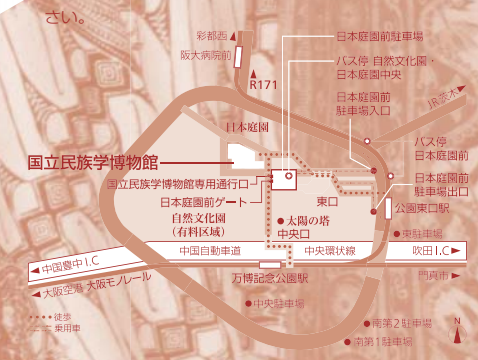 さい。
彩都西
阪大病院前
R171
日本庭園前駐車場
バス停 自然文化園・
日本庭園中央
日本庭園前
駐車場入口
JR茨木
日本庭園
バス停
日本庭園前
国立民族学博物館
国立民族学博物館専用通行口
日本庭園前ゲート
日本庭園前
駐車場出口
自然文化園
(有料区域)
東口
公園東口駅
太陽の塔
中央口
東駐車場
中国豊中I.C
中国自動車道
中央環状線
吹田I.C
大阪空港 大阪モノレール
万博記念公園駅
門真市
徒歩
乗用車
中央駐車場
南第2駐車場
南第1駐車場
N